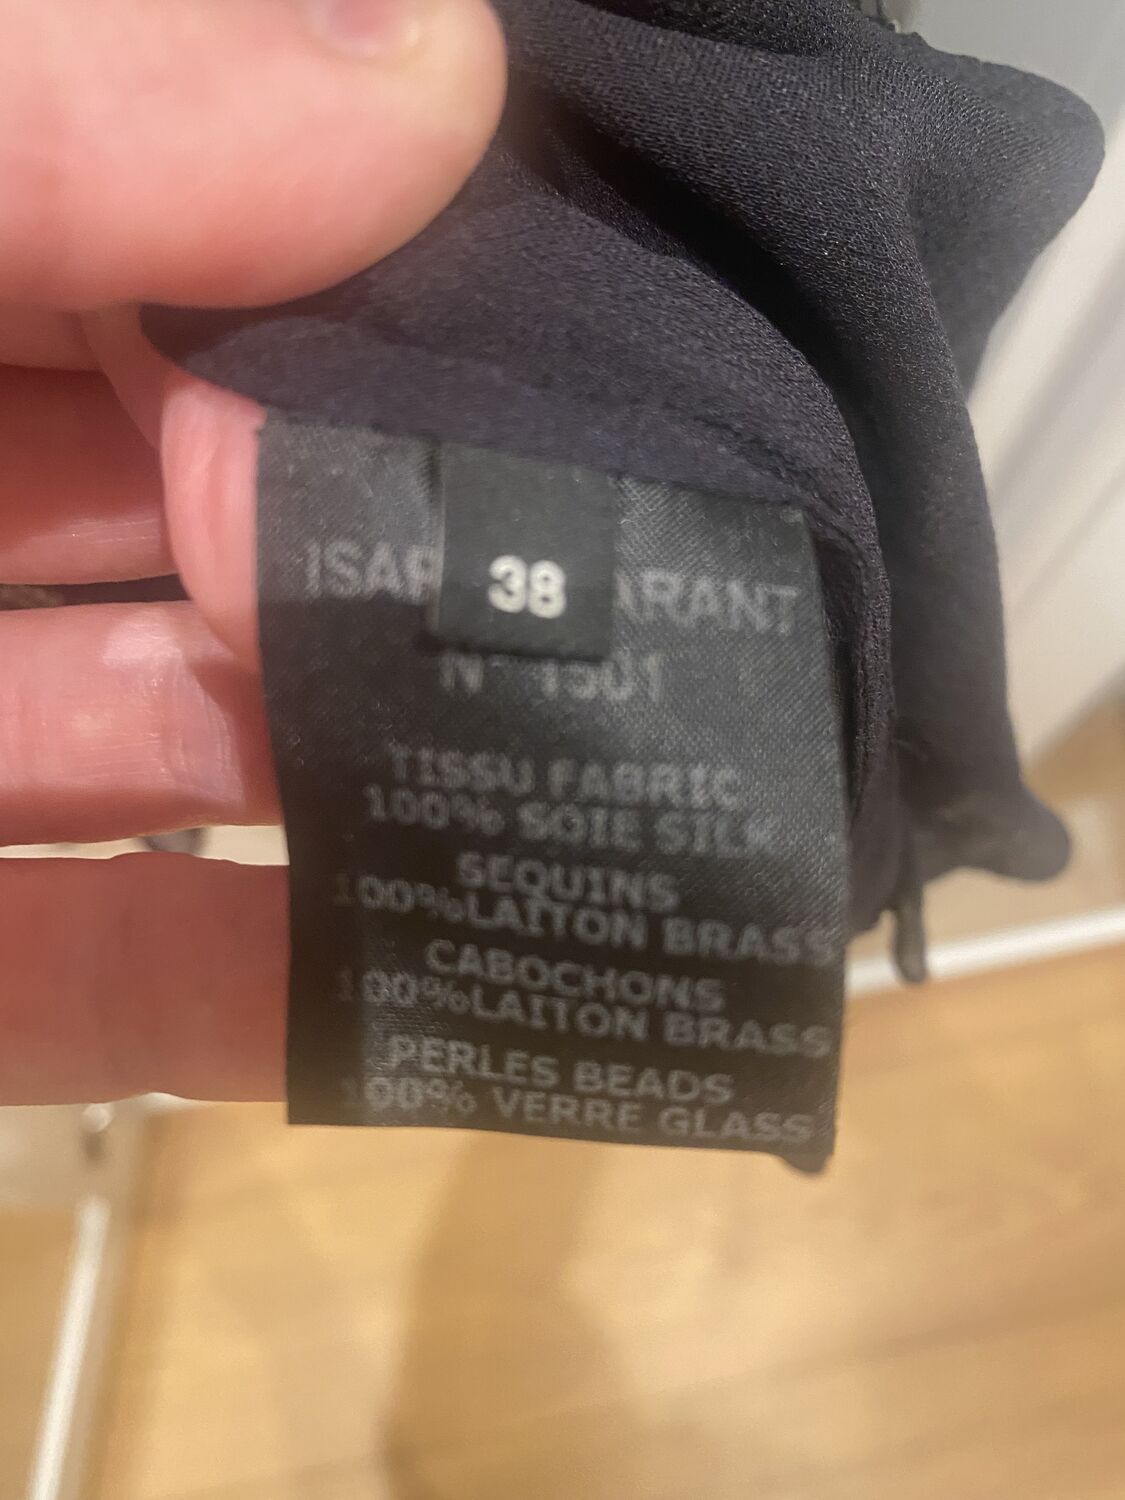 38
TISSU FABRIC
100% SOIE SILK
SEQUINS
100%LAITON BRASS
CABOCHONS
100%LAITON BRASS
PERLES BEADS
100% VERRE GLASS